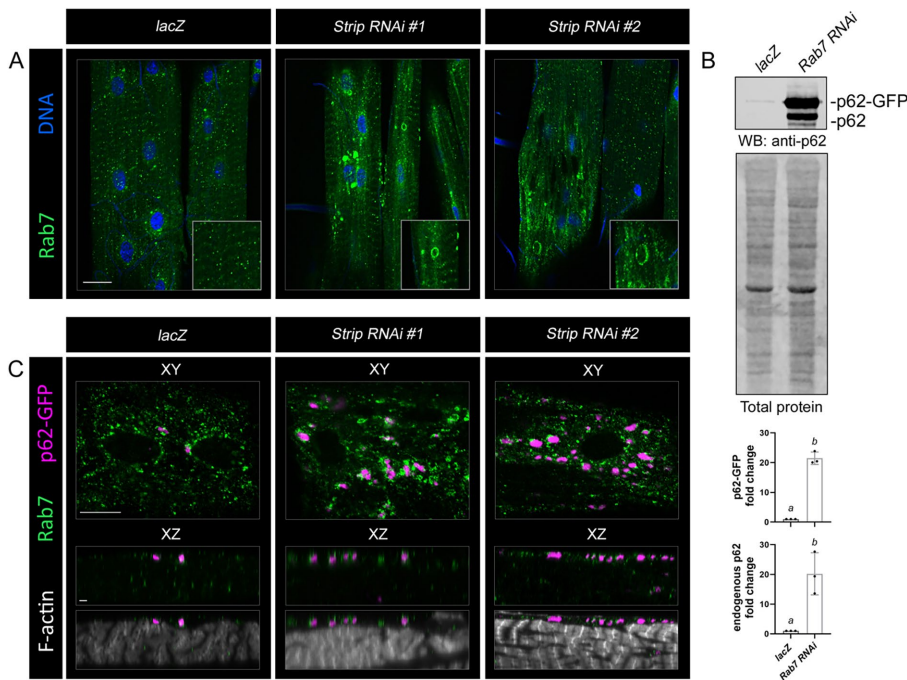 A
lacZ
Strip RNAi #1
Strip RNAi #2
DNA
Rab7
B
lacZ
Rab7 RNAi
-p62-GFP
-p62
WB: anti-p62
Total protein
30
20
10
0
p62-GFP
fold change
a
b
30
20
10
0
endogenous p62
fold change
a
b
lacZ
Rab7 RNAi
C
lacZ
Strip RNAi #1
Strip RNAi #2
p62-GFP
Rab7
F-actin
XY
XY
XY
XZ
XZ
XZ